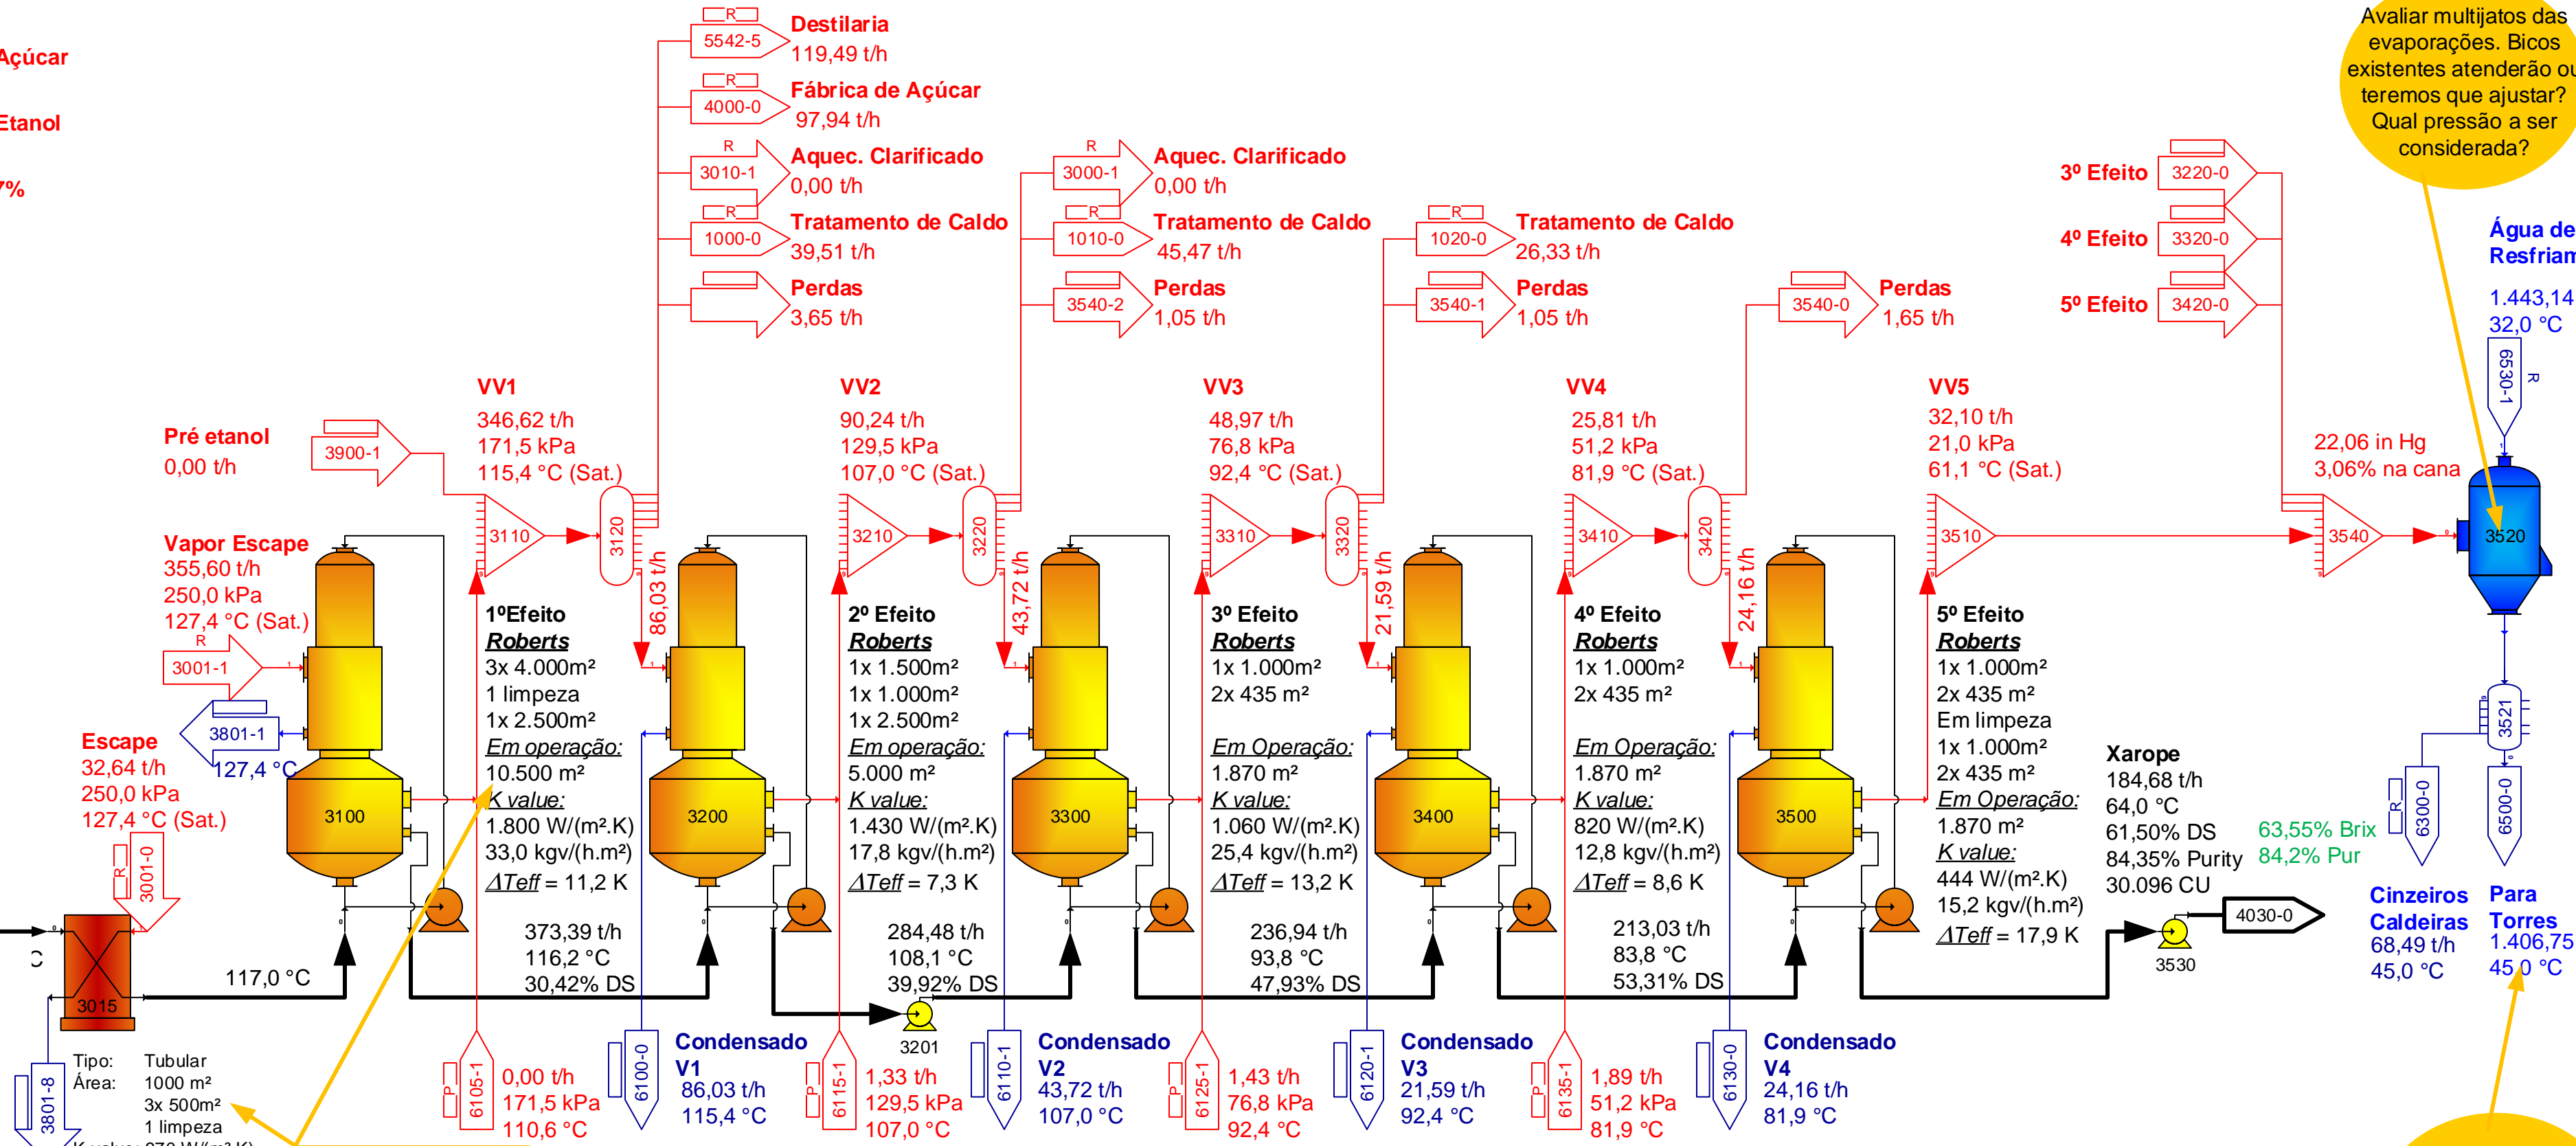 Açúcar
Etanol
7%
5542-5
R
Destilaria
119,49 t/h
4000-0
R
Fábrica de Açúcar
97,94 t/h
3010-1
R
Aquec. Clarificado
0,00 t/h
1000-0
R
Tratamento de Caldo
39,51 t/h
Perdas
3,65 t/h
3000-1
R
Aquec. Clarificado
0,00 t/h
1010-0
R
Tratamento de Caldo
45,47 t/h
3540-2
Perdas
1,05 t/h
1020-0
R
Tratamento de Caldo
26,33 t/h
3540-1
Perdas
1,05 t/h
3540-0
Perdas
1,65 t/h
3º Efeito
3220-0
4º Efeito
3320-0
5º Efeito
3420-0
Avaliar multijatos das
evaporações. Bicos
existentes atenderão ou
teremos que ajustar?
Qual pressão a ser
considerada?
Água de
Resfriam
1.443,14
32,0 °C
6530-1
R
Pré etanol
0,00 t/h
3900-1
VV1
346,62 t/h
171,5 kPa
115,4 °C (Sat.)
3110
3120
86,03 t/h
VV2
90,24 t/h
129,5 kPa
107,0 °C (Sat.)
3210
3220
43,72 t/h
VV3
48,97 t/h
76,8 kPa
92,4 °C (Sat.)
3310
3320
21,59 t/h
VV4
25,81 t/h
51,2 kPa
81,9 °C (Sat.)
3410
3420
24,16 t/h
VV5
32,10 t/h
21,0 kPa
61,1 °C (Sat.)
3510
22,06 in Hg
3,06% na cana
3540
3520
3521
Vapor Escape
355,60 t/h
250,0 kPa
127,4 °C (Sat.)
R
3001-1
3801-1
127,4 °C
Escape
32,64 t/h
250,0 kPa
127,4 °C (Sat.)
R
3001-0
C
3015
117,0 °C
3801-8
Tipo: Tubular
Área: 1000 m²
3x 500m²
1 limpeza
3100
1ºEfeito
Roberts
3x 4.000m²
1 limpeza
1x 2.500m²
Em operação:
10.500 m²
K value:
1.800 W/(m².K)
33,0 kgv/(h.m²)
ΔTeff = 11,2 K
373,39 t/h
116,2 °C
30,42% DS
3200
2º Efeito
Roberts
1x 1.500m²
1x 1.000m²
1x 2.500m²
Em operação:
5.000 m²
K value:
1.430 W/(m².K)
17,8 kgv/(h.m²)
ΔTeff = 7,3 K
284,48 t/h
108,1 °C
39,92% DS
3201
3300
3º Efeito
Roberts
1x 1.000m²
2x 435 m²
Em Operação:
1.870 m²
K value:
1.060 W/(m².K)
25,4 kgv/(h.m²)
ΔTeff = 13,2 K
236,94 t/h
93,8 °C
47,93% DS
3400
4º Efeito
Roberts
1x 1.000m²
2x 435 m²
Em Operação:
1.870 m²
K value:
820 W/(m².K)
12,8 kgv/(h.m²)
ΔTeff = 8,6 K
213,03 t/h
83,8 °C
53,31% DS
3500
5º Efeito
Roberts
1x 1.000m²
2x 435 m²
Em limpeza
1x 1.000m²
2x 435 m²
Em Operação:
1.870 m²
K value:
444 W/(m².K)
15,2 kgv/(h.m²)
ΔTeff = 17,9 K
Xarope
184,68 t/h
64,0 °C
61,50% DS
84,35% Purity
30.096 CU
63,55% Brix
84,2% Pur
3530
4030-0
R
6300-0
6500-0
Cinzeiros
Caldeiras
68,49 t/h
45,0 °C
Para
Torres
1.406,75
45,0 °C
P
6105-1
0,00 t/h
171,5 kPa
110,6 °C
6100-0
Condensado
V1
86,03 t/h
115,4 °C
P
6115-1
1,33 t/h
129,5 kPa
107,0 °C
6110-1
Condensado
V2
43,72 t/h
107,0 °C
P
6125-1
1,43 t/h
76,8 kPa
92,4 °C
6120-1
Condensado
V3
21,59 t/h
92,4 °C
P
6135-1
1,89 t/h
51,2 kPa
81,9 °C
6130-0
Condensado
V4
24,16 t/h
81,9 °C